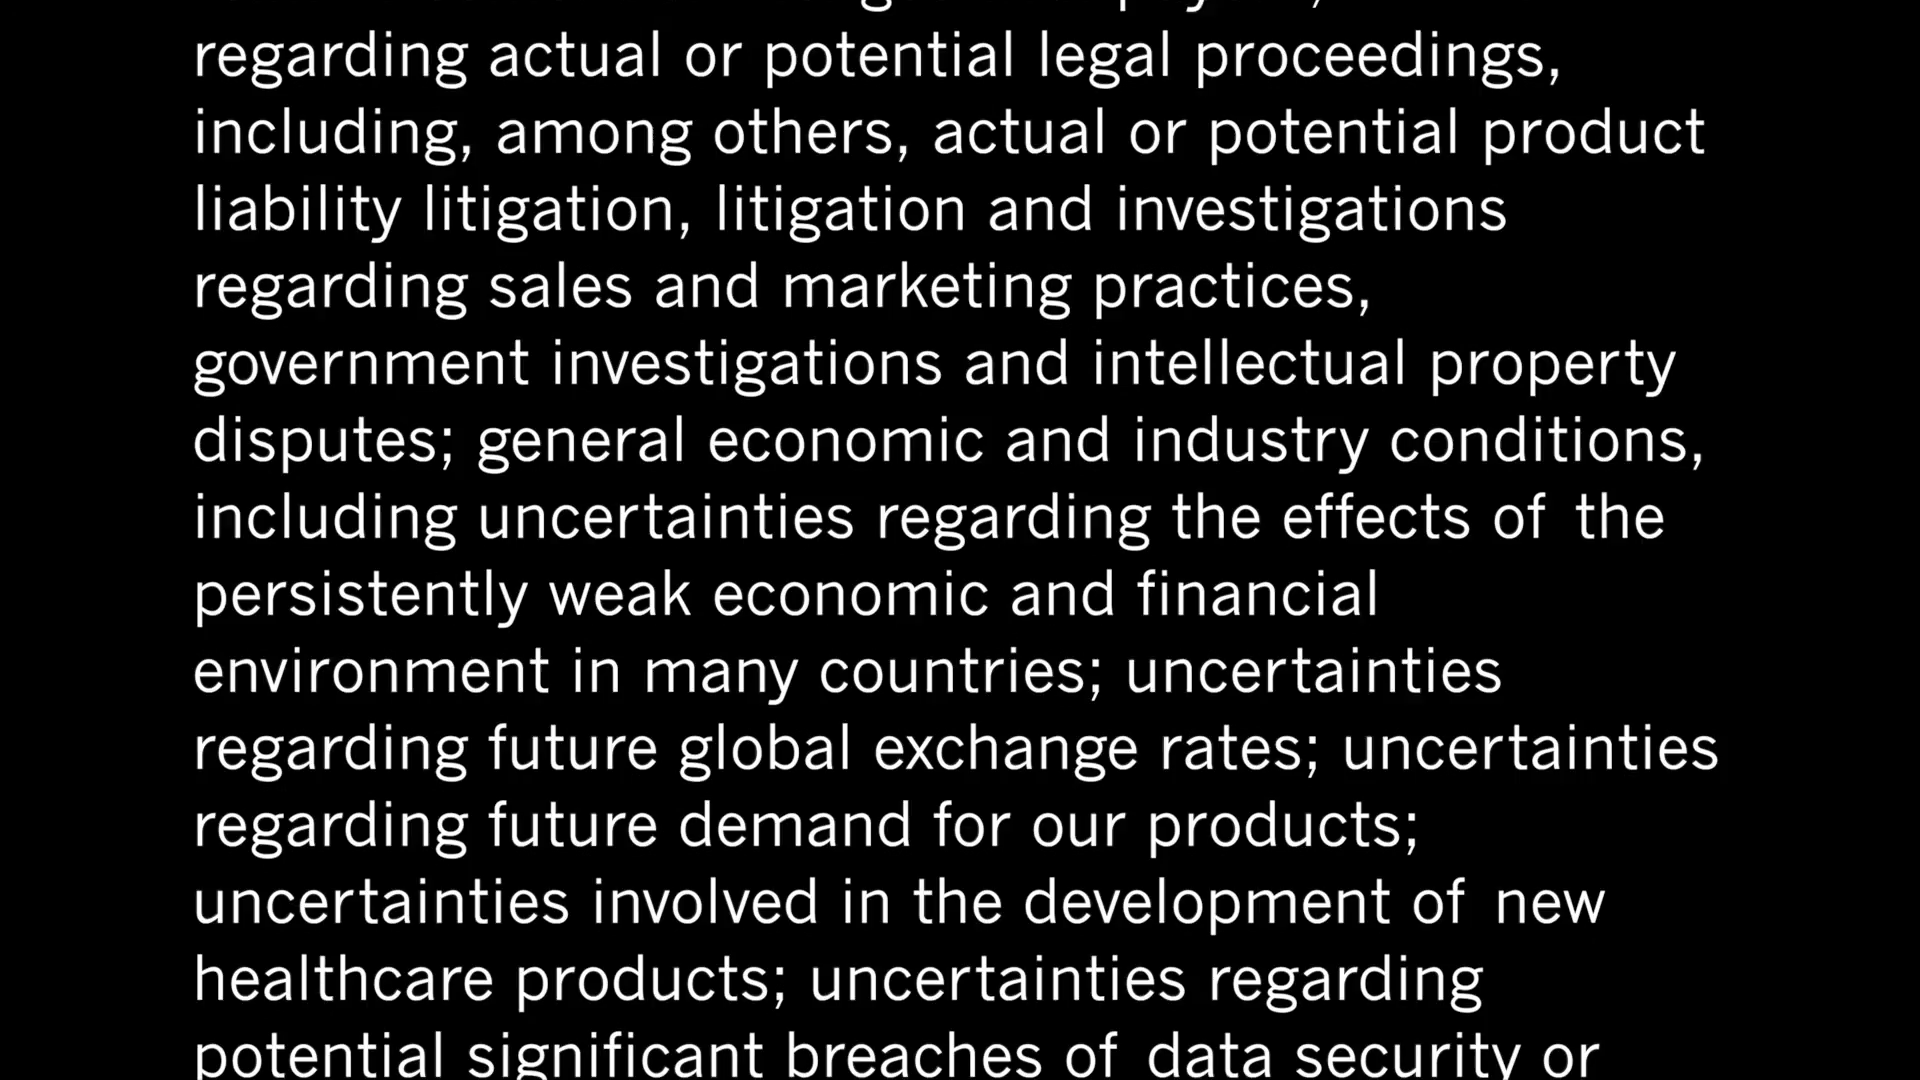 regarding actual or potential legal proceedings,
including, among others, actual or potential product
liability litigation, litigation and investigations
regarding sales and marketing practices,
government investigations and intellectual property
disputes; general economic and industry conditions,
including uncertainties regarding the effects of the
persistently weak economic and financial
environment in many countries; uncertainties
regarding future global exchange rates; uncertainties
regarding future demand for our products;
uncertainties involved in the development of new
healthcare products; uncertainties regarding
potential significant breaches of data security or